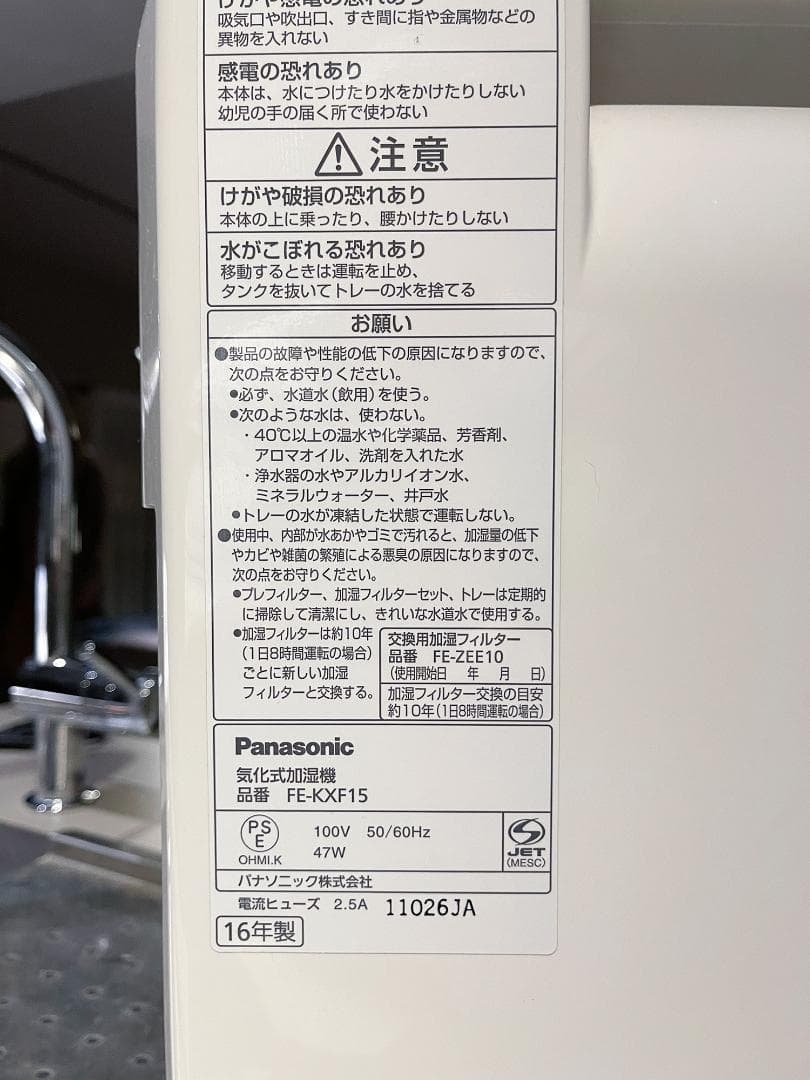 けがや感電の恐れあり
吸気口や吹出口、すき間に指や金属物などの
異物を入れない
感電の恐れあり
本体は、水につけたり水をかけたりしない
幼児の手の届く所で使わない
注意
けがや破損の恐れあり
本体の上に乗ったり、腰かけたりしない
水がこぼれる恐れあり
移動するときは運転を止め、
タンクを抜いてトレーの水を捨てる
お願い
●製品の故障や性能の低下の原因になりますので、
次の点をお守りください。
●必ず、水道水(飲用)を使う。
●次のような水は、使わない。
・40℃以上の温水や化学薬品、芳香剤、
アロマオイル、洗剤を入れた水
・浄水器の水やアルカリイオン水、
ミネラルウォーター、井戸水
●トレーの水が凍結した状態で運転しない。
●使用中、内部が水あかやゴミで汚れると、加湿量の低下
やカビや雑菌の繁殖による悪臭の原因になりますので、
次の点をお守りください。
●プレフィルター、加湿フィルターセット、トレーは定期的
に掃除して清潔にし、きれいな水道水で使用する。
●加湿フィルターは約10年
(1日8時間運転の場合)
ごとに新しい加湿
フィルターと交換する。
交換用加湿フィルター
品番 FE-ZEE10
(使用開始日 年 月 日)
加湿フィルター交換の目安
約10年(1日8時間運転の場合)
Panasonic
気化式加湿機
品番 FE-KXF15
PS
E
OHMI.K
100V 50/60Hz
47W
JET
(MESC)
パナソニック株式会社
電流ヒューズ 2.5A 11026JA
16年製